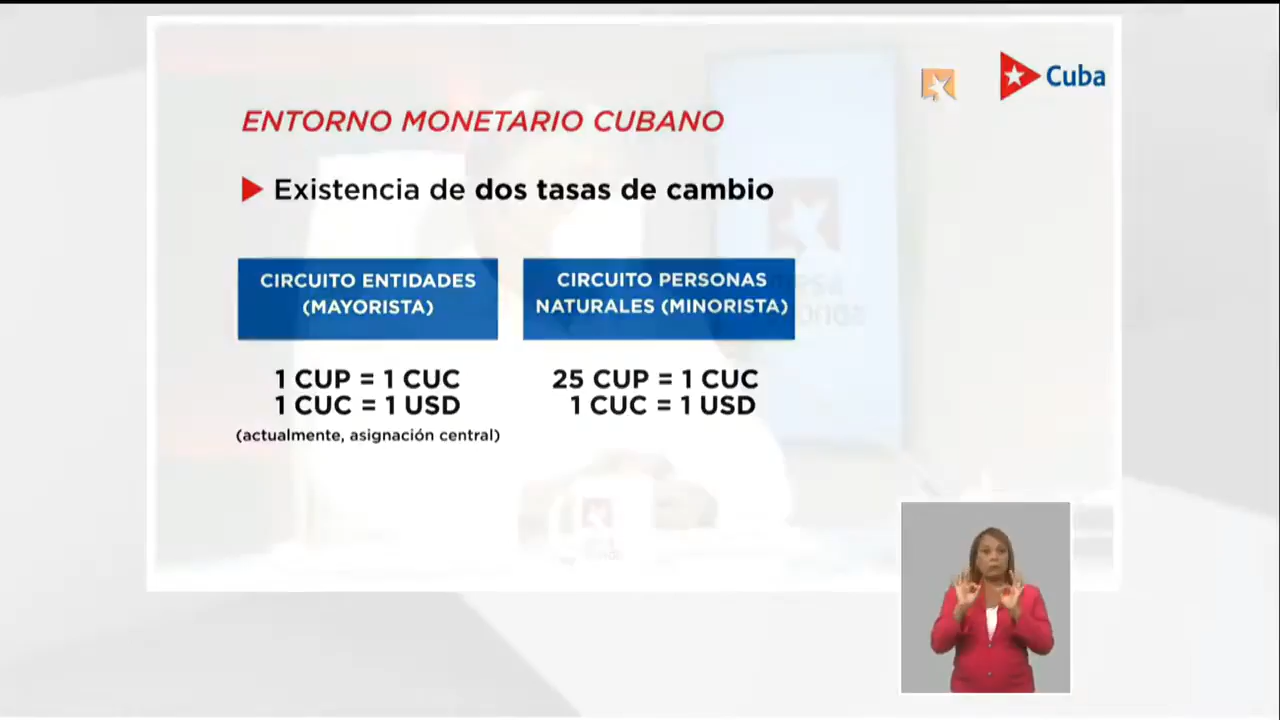 Cuba
ENTORNO MONETARIO CUBANO
Existencia de dos tasas de cambio
CIRCUITO ENTIDADES
(MAYORISTA)
1 CUP = 1 CUC
1 CUC = 1 USD
(actualmente, asignación central)
CIRCUITO PERSONAS
NATURALES (MINORISTA)
25 CUP = 1 CUC
1 CUC = 1 USD